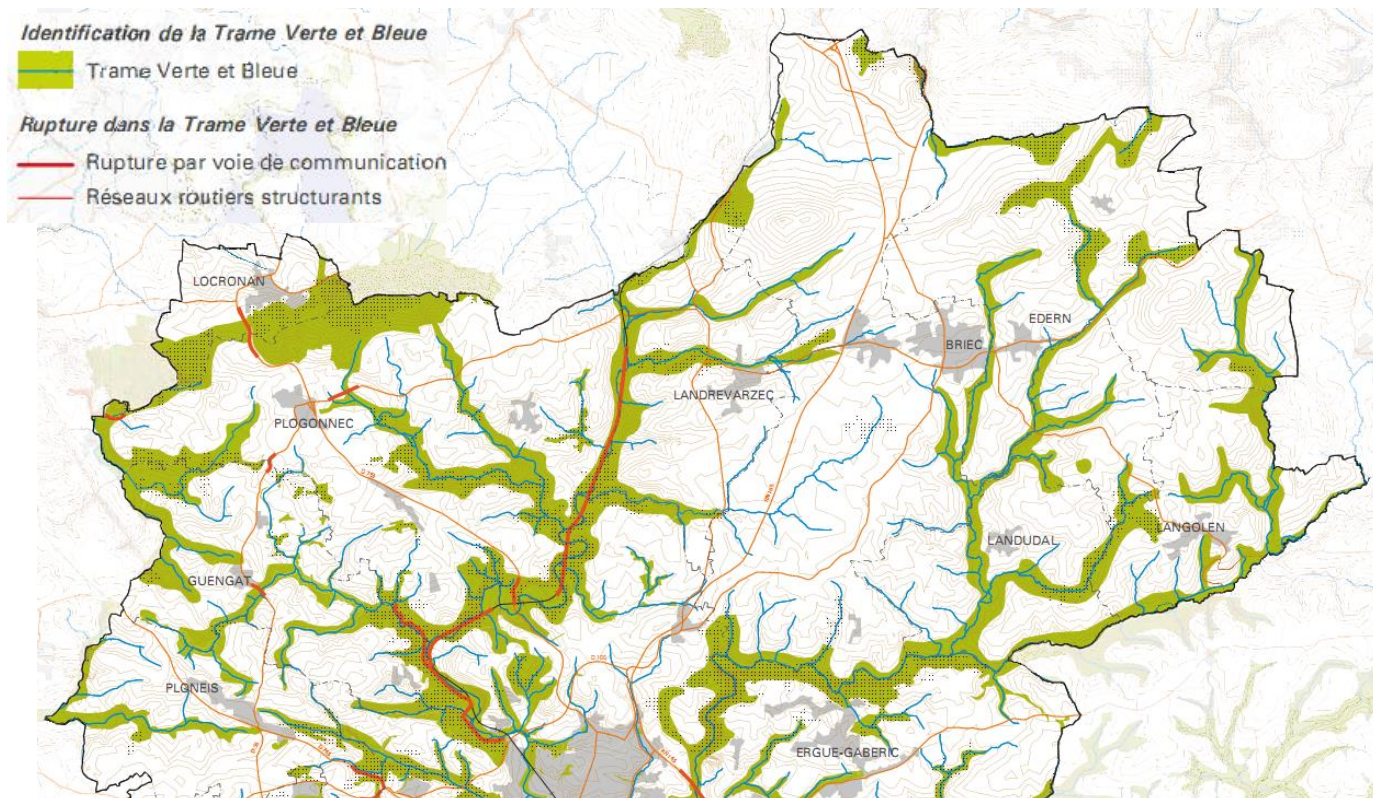 Identification de la Trame Verte et Bleue
Trame Verte et Bleue
Rupture dans la Trame Verte et Bleue
Rupture par voie de communication
Réseaux routiers structurants
LOCRONAN
EDERN
BRIEC
LANDREVARZEC
PLOGONNEC
LANGOLEN
LANDUDAL
GUENGAT
PLONEIS
ERGUE-GABERIC